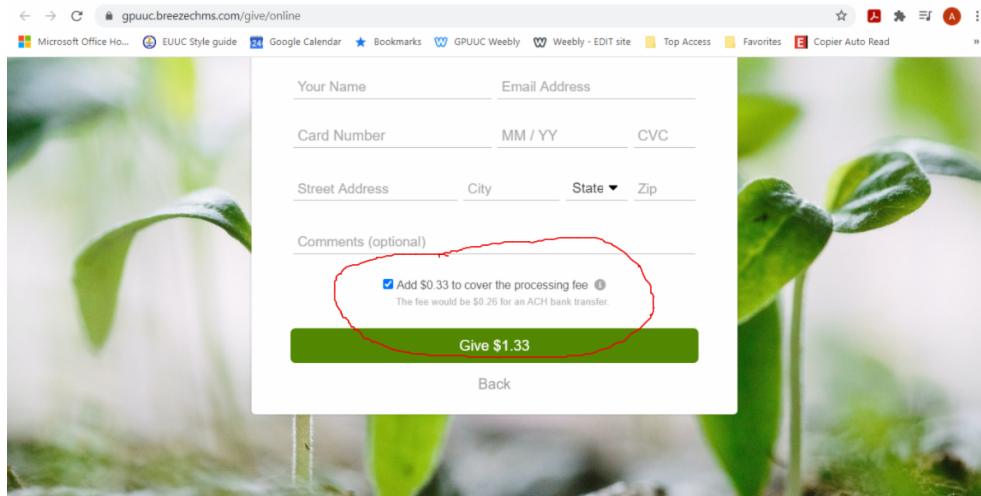 gpuuc.breezechms.com/give/online
Microsoft Office Ho... EUUC Style guide 24 Google Calendar Bookmarks GPUUC Weebly Weebly - EDIT site Top Access Favorites E Copier Auto Read »
Your Name Email Address
Card Number MM / YY CVC
Street Address City State Zip
Comments (optional)
Add $0.33 to cover the processing fee i
The fee would be $0.26 for an ACH bank transfer.
Give $1.33
Back